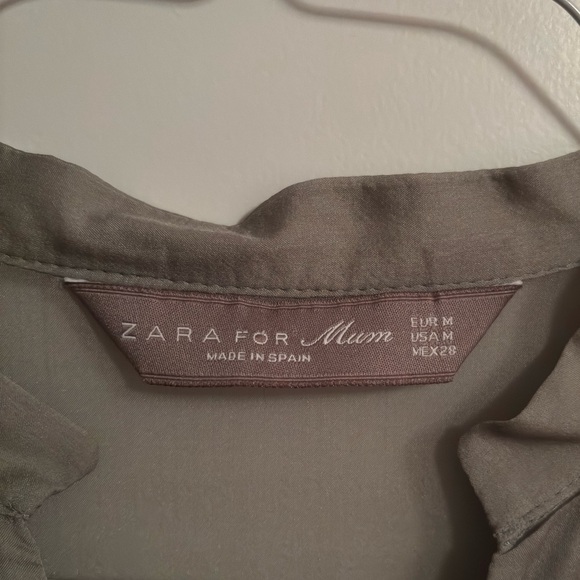 ZARA FOR Mum
MADE IN SPAIN
EUR M
USA M
MEX 28